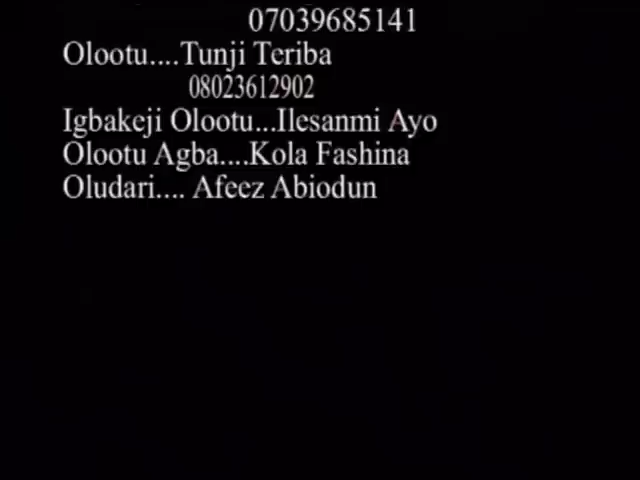 07039685141
Olootu....Tunji Teriba
08023612902
Igbakeji Olootu...Ilesanmi Ayo
Olootu Agba....Kola Fashina
Oludari.... Afeez Abiodun